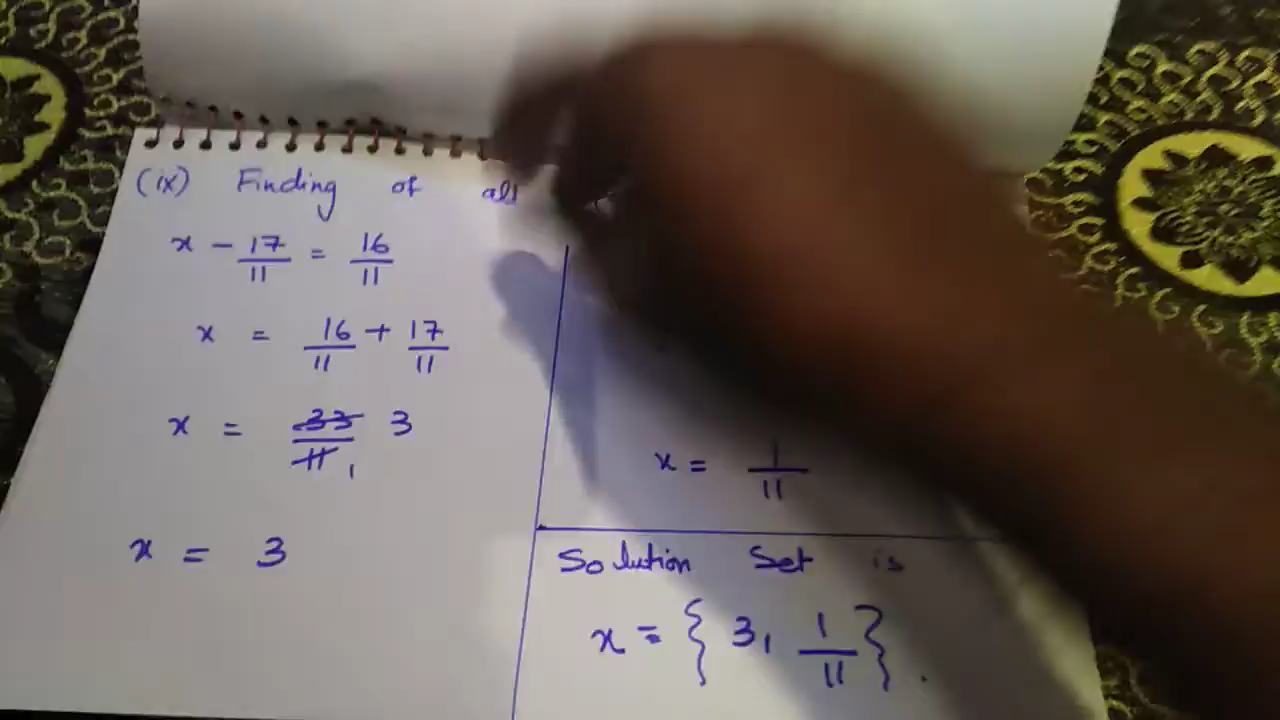 (ix) Finding of all
x - 17/11 = 16/11
x = 16/11 + 17/11
x = 33/11 3
1
x = 3
x = 1/11
Solution Set is
x = { 3, 1/11 } .